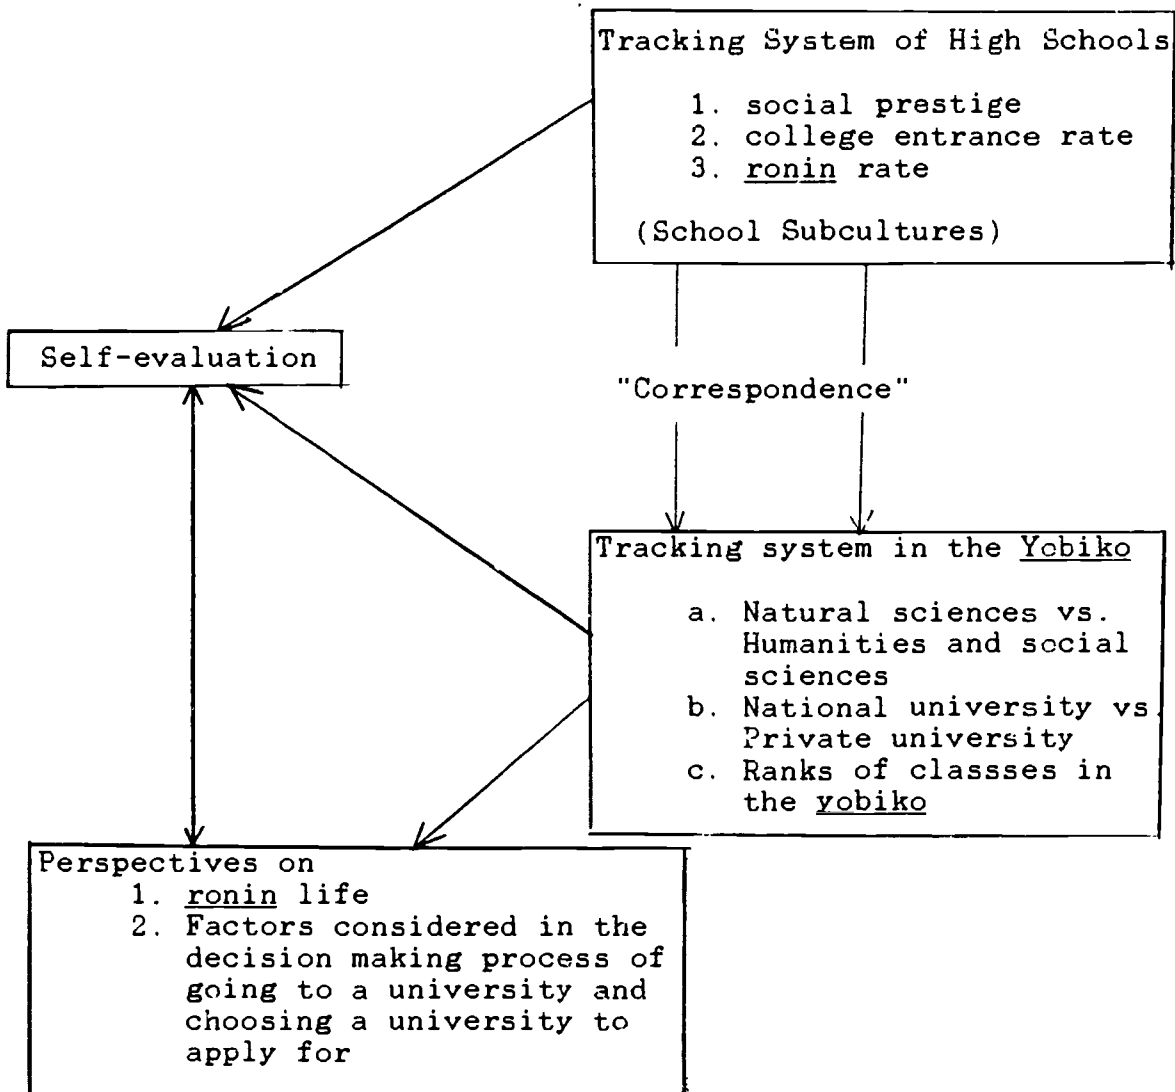 Tracking System of High Schools
1. social prestige
2. college entrance rate
3. ronin rate
(School Subcultures)
Self-evaluation
"Correspondence"
Tracking system in the Yobiko
a. Natural sciences vs.
Humanities and social
sciences
b. National university vs.
Private university
c. Ranks of classses in
the yobiko
Perspectives on
1. ronin life
2. Factors considered in the
decision making process of
going to a university and
choosing a university to
apply for